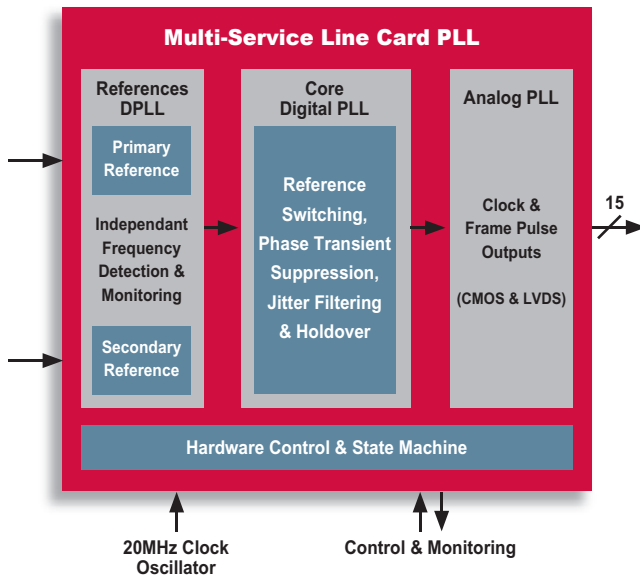 Multi-Service Line Card PLL
References
DPLL
Primary
Reference
Independant
Frequency
Detection &
Monitoring
Secondary
Reference
Core
Digital PLL
Reference
Switching,
Phase Transient
Suppression,
Jitter Filtering
& Holdover
Analog PLL
Clock &
Frame Pulse
Outputs
(CMOS & LVDS)
15
Hardware Control & State Machine
20MHz Clock
Oscillator
Control & Monitoring